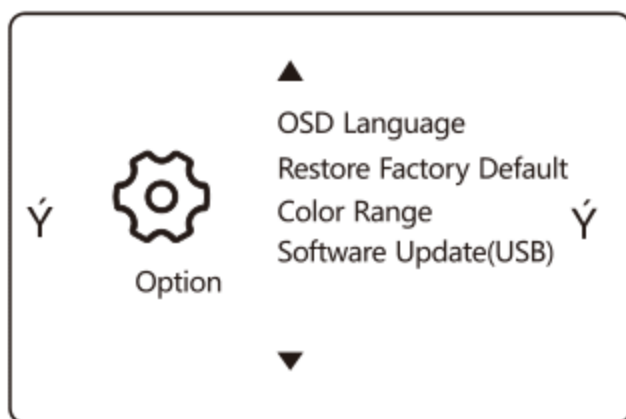 OSD Language
Restore Factory Default
Color Range
Ý Ý
Software Update(USB)
Option